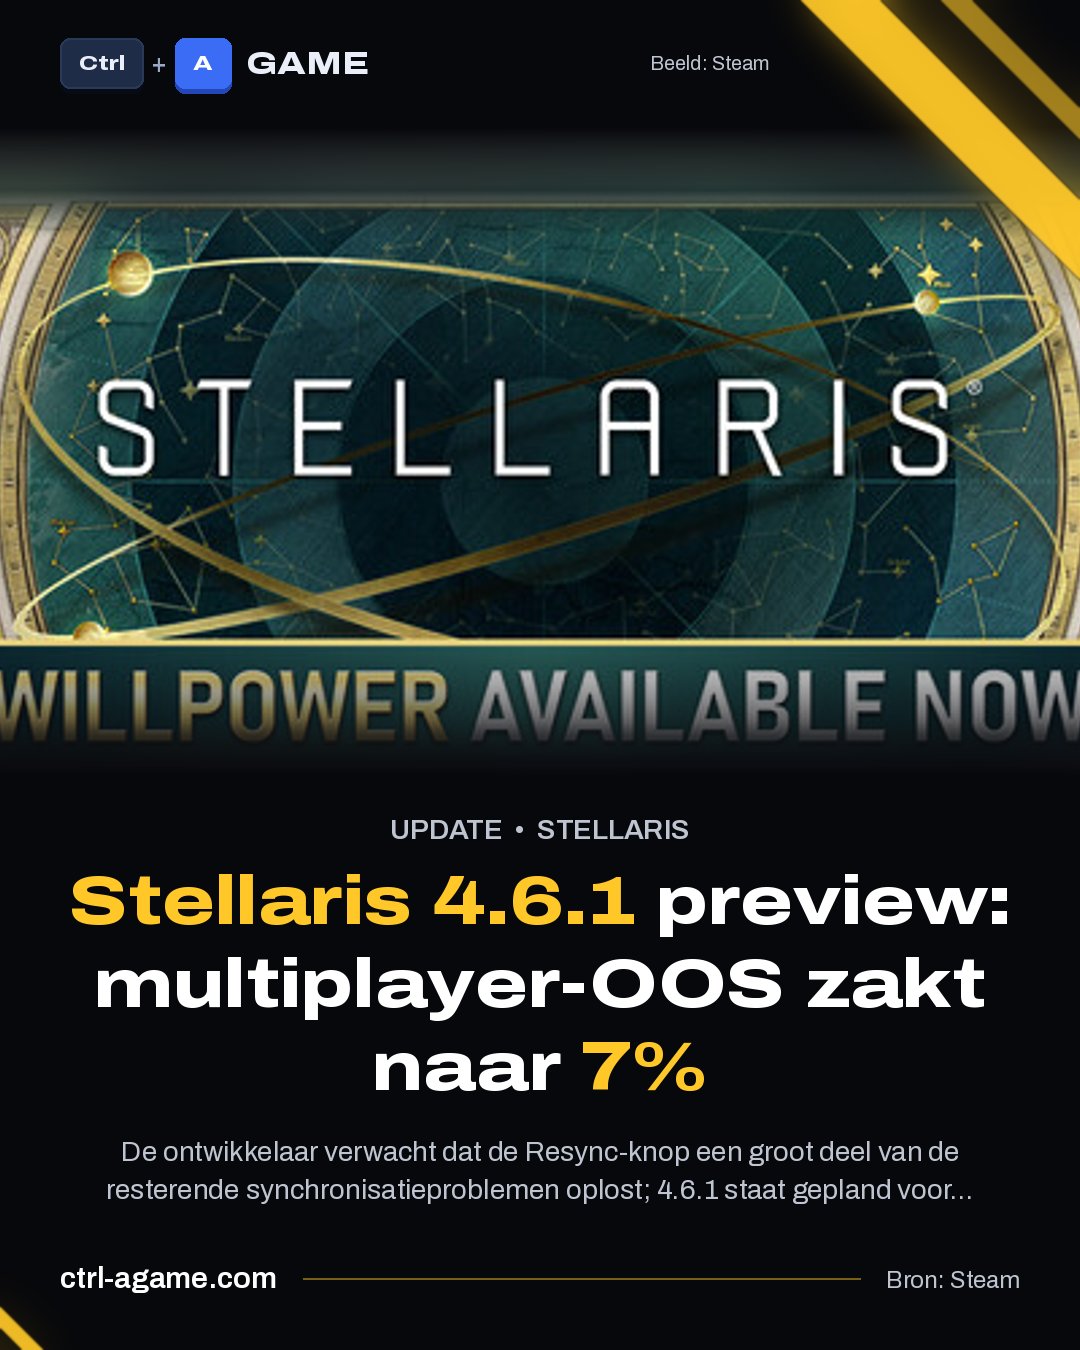 Ctrl + A GAME
Beeld: Steam
STELLARIS®
WILLPOWER AVAILABLE NOW
UPDATE • STELLARIS
Stellaris 4.6.1 preview:
multiplayer-OOS zakt
naar 7%
De ontwikkelaar verwacht dat de Resync-knop een groot deel van de
resterende synchronisatieproblemen oplost; 4.6.1 staat gepland voor...
ctrl-agame.com
Bron: Steam